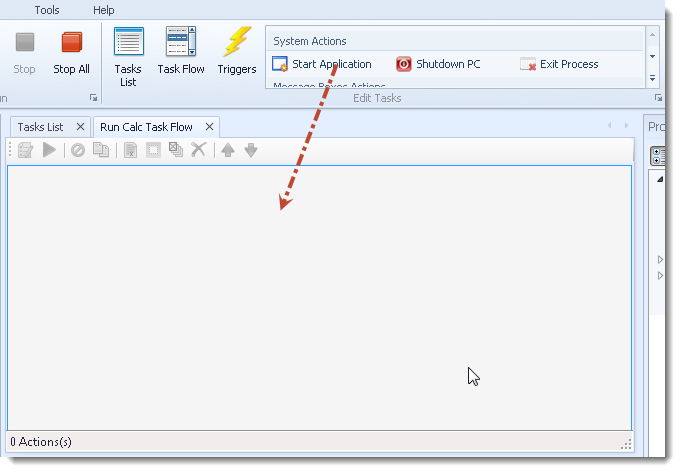 Tools Help
System Actions
Start Application Shutdown PC Exit Process
Message Boxes Actions
Stop Stop All Tasks List Task Flow Triggers
Edit Tasks
Tasks List Run Calc Task Flow
0 Actions(s)